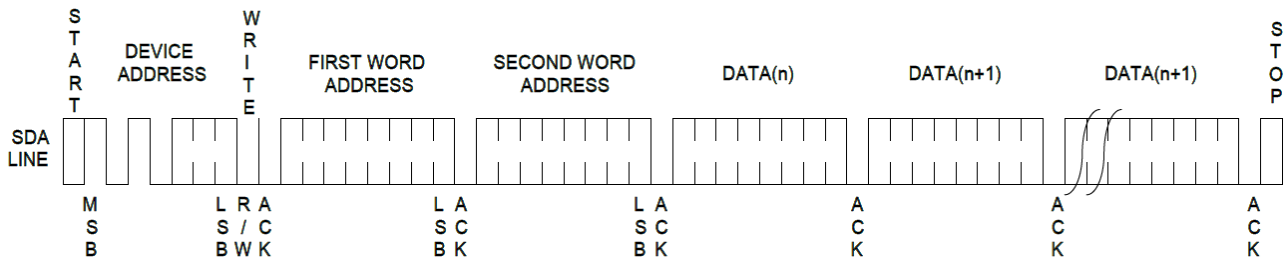 START
DEVICE
ADDRESS
WRITE
FIRST WORD
ADDRESS
SECOND WORD
ADDRESS
DATA(n)
DATA(n+1)
DATA(n+1)
STOP
SDA
LINE
MSB
LSB
R/W
ACK
LSB
ACK
LSB
ACK
ACK
ACK
ACK